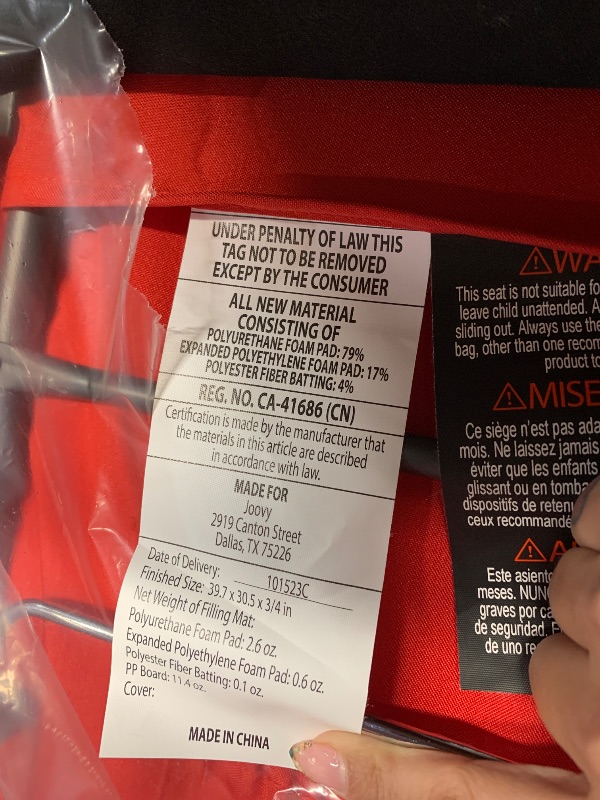 UNDER PENALTY OF LAW THIS
TAG NOT TO BE REMOVED
EXCEPT BY THE CONSUMER
ALL NEW MATERIAL
CONSISTING OF
POLYURETHANE FOAM PAD: 79%
EXPANDED POLYETHYLENE FOAM PAD: 17%
POLYESTER FIBER BATTING: 4%
REG. NO. CA-41686 (CN)
Certification is made by the manufacturer that
the materials in this article are described
in accordance with law.
MADE FOR
Joovy
2919 Canton Street
Dallas, TX 75226
Date of Delivery: 101523C
Finished Size: 39.7 x 30.5 x 3/4 in
Net Weight of Filling Mat:
Polyurethane Foam Pad: 2.6 oz.
Expanded Polyethylene Foam Pad: 0.6 oz.
Polyester Fiber Batting: 0.1 oz.
PP Board: 11.4 oz.
Cover:
MADE IN CHINA
⚠WA
This seat is not suitable fo
leave child unattended. A
sliding out. Always use the
bag, other than one recom
product to
⚠MISE
Ce siège n'est pas ada
mois. Ne laissez jamais
éviter que les enfants
glissant ou en tomba
dispositifs de retenu
ceux recommandé
⚠A
Este asiento
meses. NUN
graves por ca
de seguridad. E
de uno re